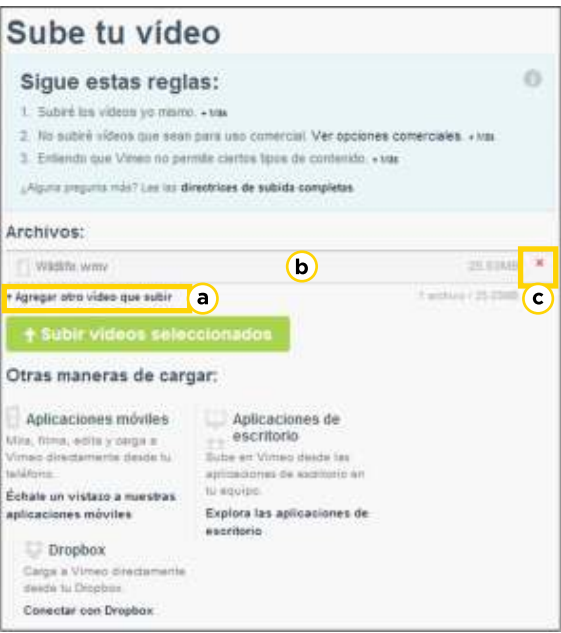 Sube tu vídeo
Sigue estas reglas:
1. Subiré los vídeos yo mismo. + Más
2. No subiré vídeos que sean para uso comercial. Ver opciones comerciales. + Más
3. Entiendo que Vimeo no permite ciertos tipos de contenido. + Más
¿Alguna pregunta más? Lee las directrices de subida completas
Archivos:
Wildlife.wmv
b
25.03MB
x
+ Agregar otro vídeo que subir
a
1 archivo / 25.03MB
c
Subir vídeos seleccionados
Otras maneras de cargar:
Aplicaciones móviles
Mira, filma, edita y carga a
Vimeo directamente desde tu
teléfono.
Échale un vistazo a nuestras
aplicaciones móviles
Aplicaciones de
escritorio
Sube en Vimeo desde las
aplicaciones de escritorio en
tu equipo.
Explora las aplicaciones de
escritorio
Dropbox
Carga a Vimeo directamente
desde tu Dropbox.
Conectar con Dropbox